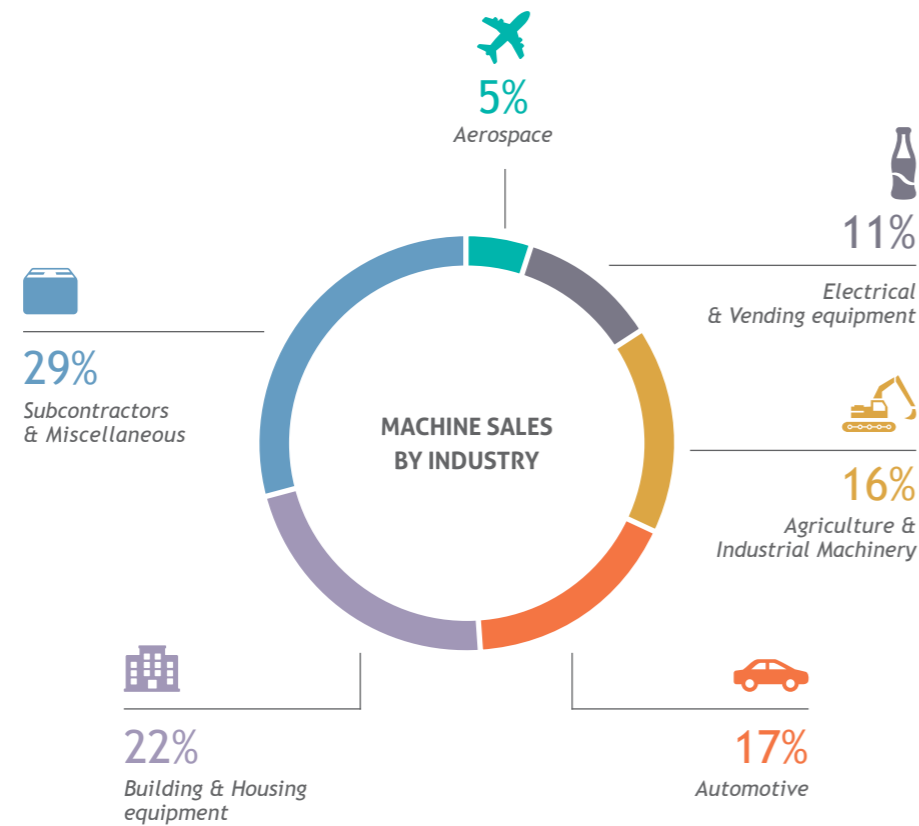 5%
Aerospace
11%
Electrical
& Vending equipment
16%
Agriculture &
Industrial Machinery
17%
Automotive
22%
Building & Housing
equipment
29%
Subcontractors
& Miscellaneous
MACHINE SALES
BY INDUSTRY